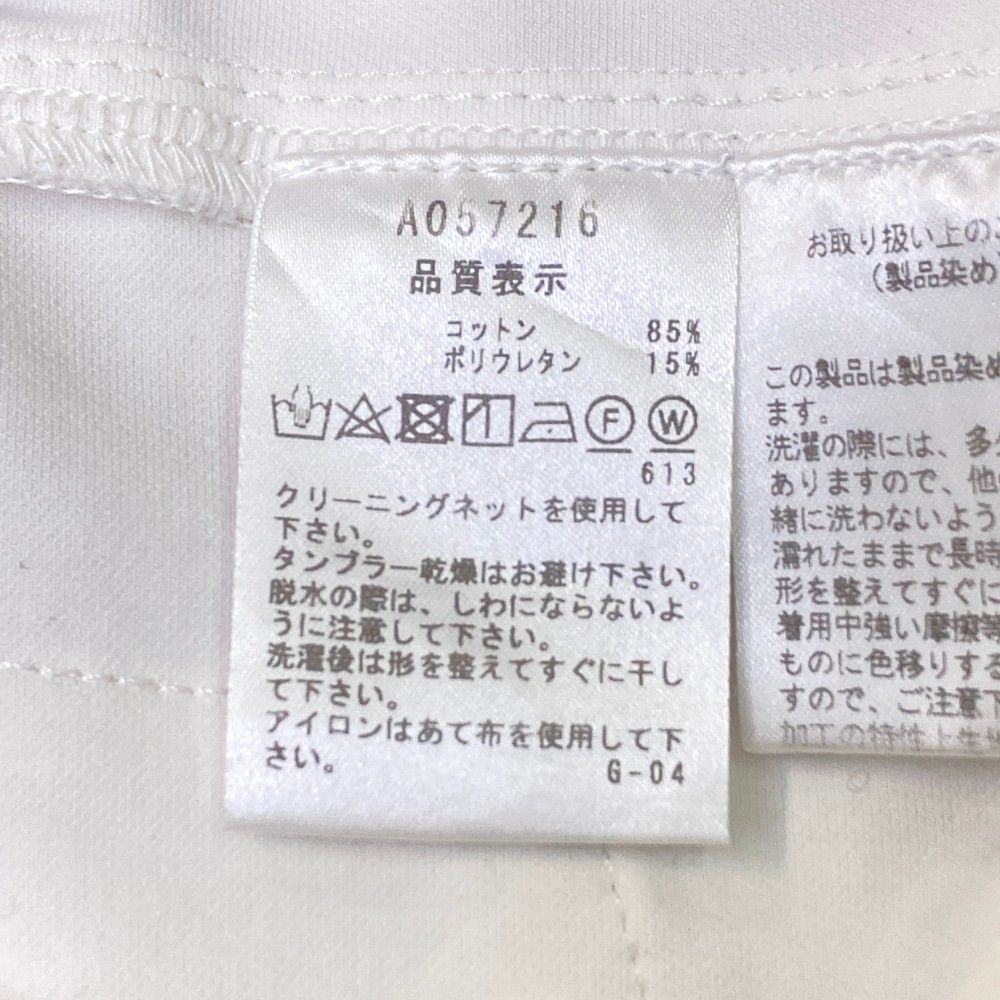 A057216
品質表示
コットン 85%
ポリウレタン 15%
613
クリーニングネットを使用して
下さい。
タンブラー乾燥はお避け下さい。
脱水の際は、しわにならないよ
うに注意して下さい。
洗濯後は形を整えてすぐに干し
て下さい。
アイロンはあて布を使用して下
さい。 G-04
お取り扱い上のご
(製品染め)
この製品は製品染め
ます。
洗濯の際には、多少
ありますので、他
緒に洗わないよう
濡れたままで長時
形を整えてすぐに
着用中強い摩擦等
ものに色移りする
すので、ご注意下
加工の特性上生